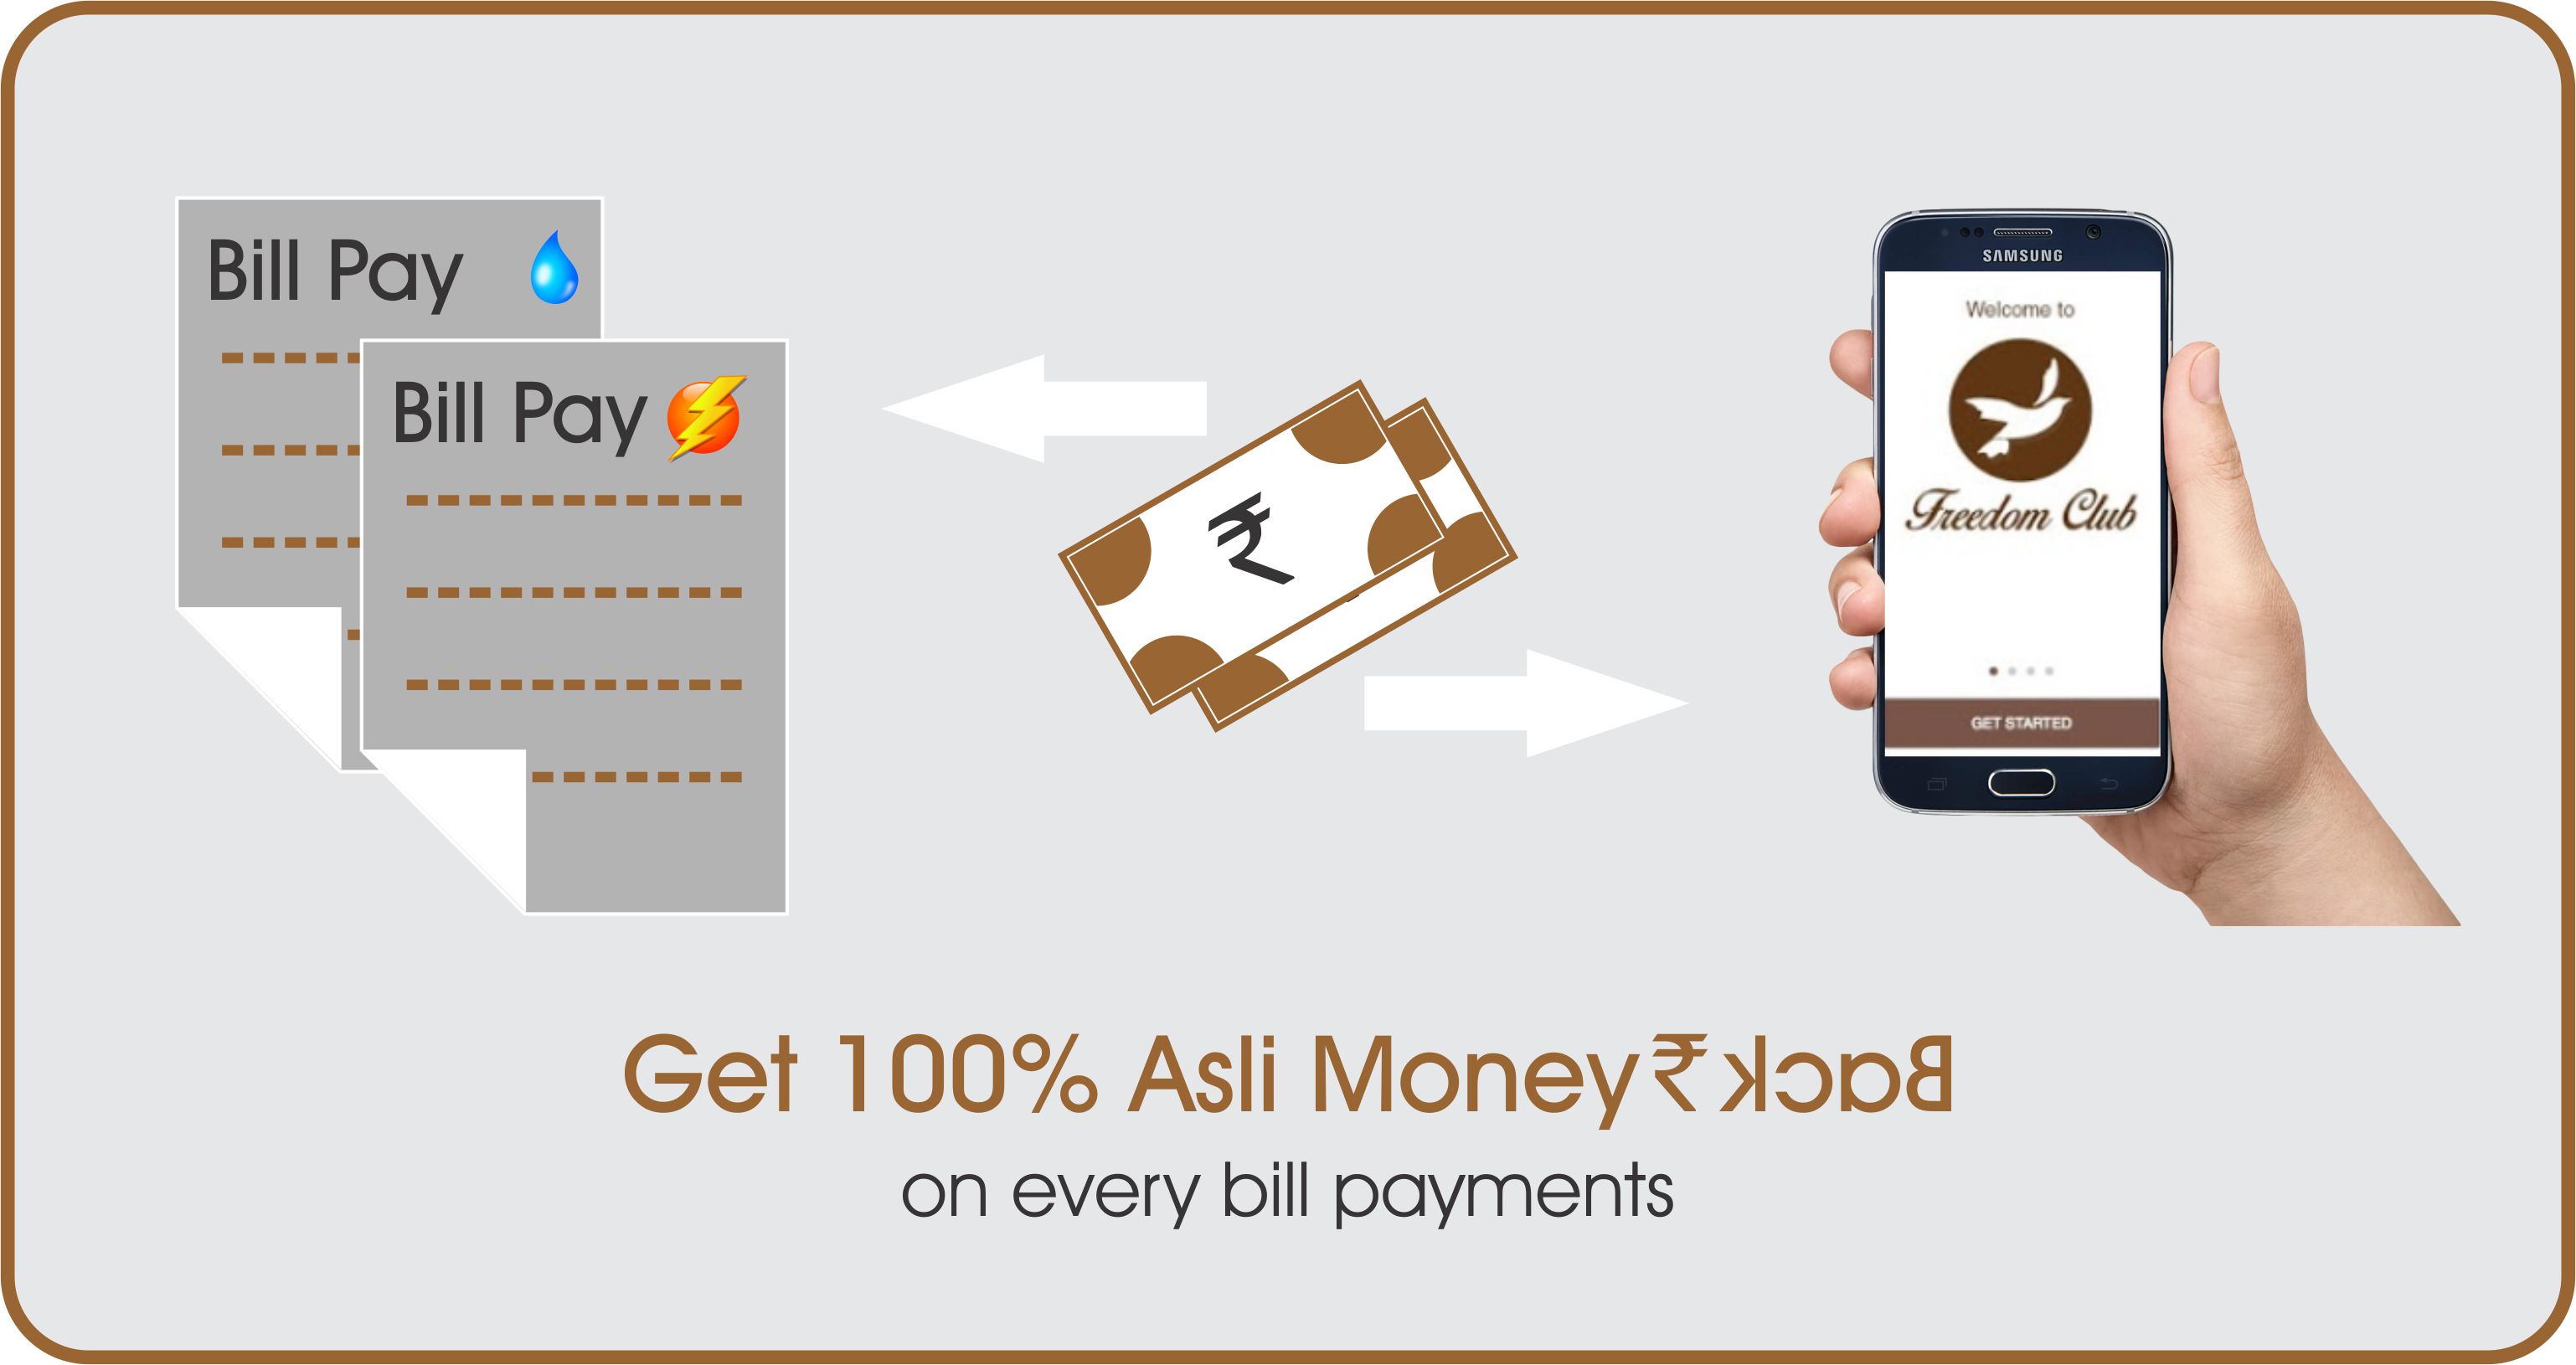 Bill Pay
Bill Pay
₹
SAMSUNG
Welcome to
Freedom Club
GET STARTED
Get 100% Asli Money₹ Back
on every bill payments